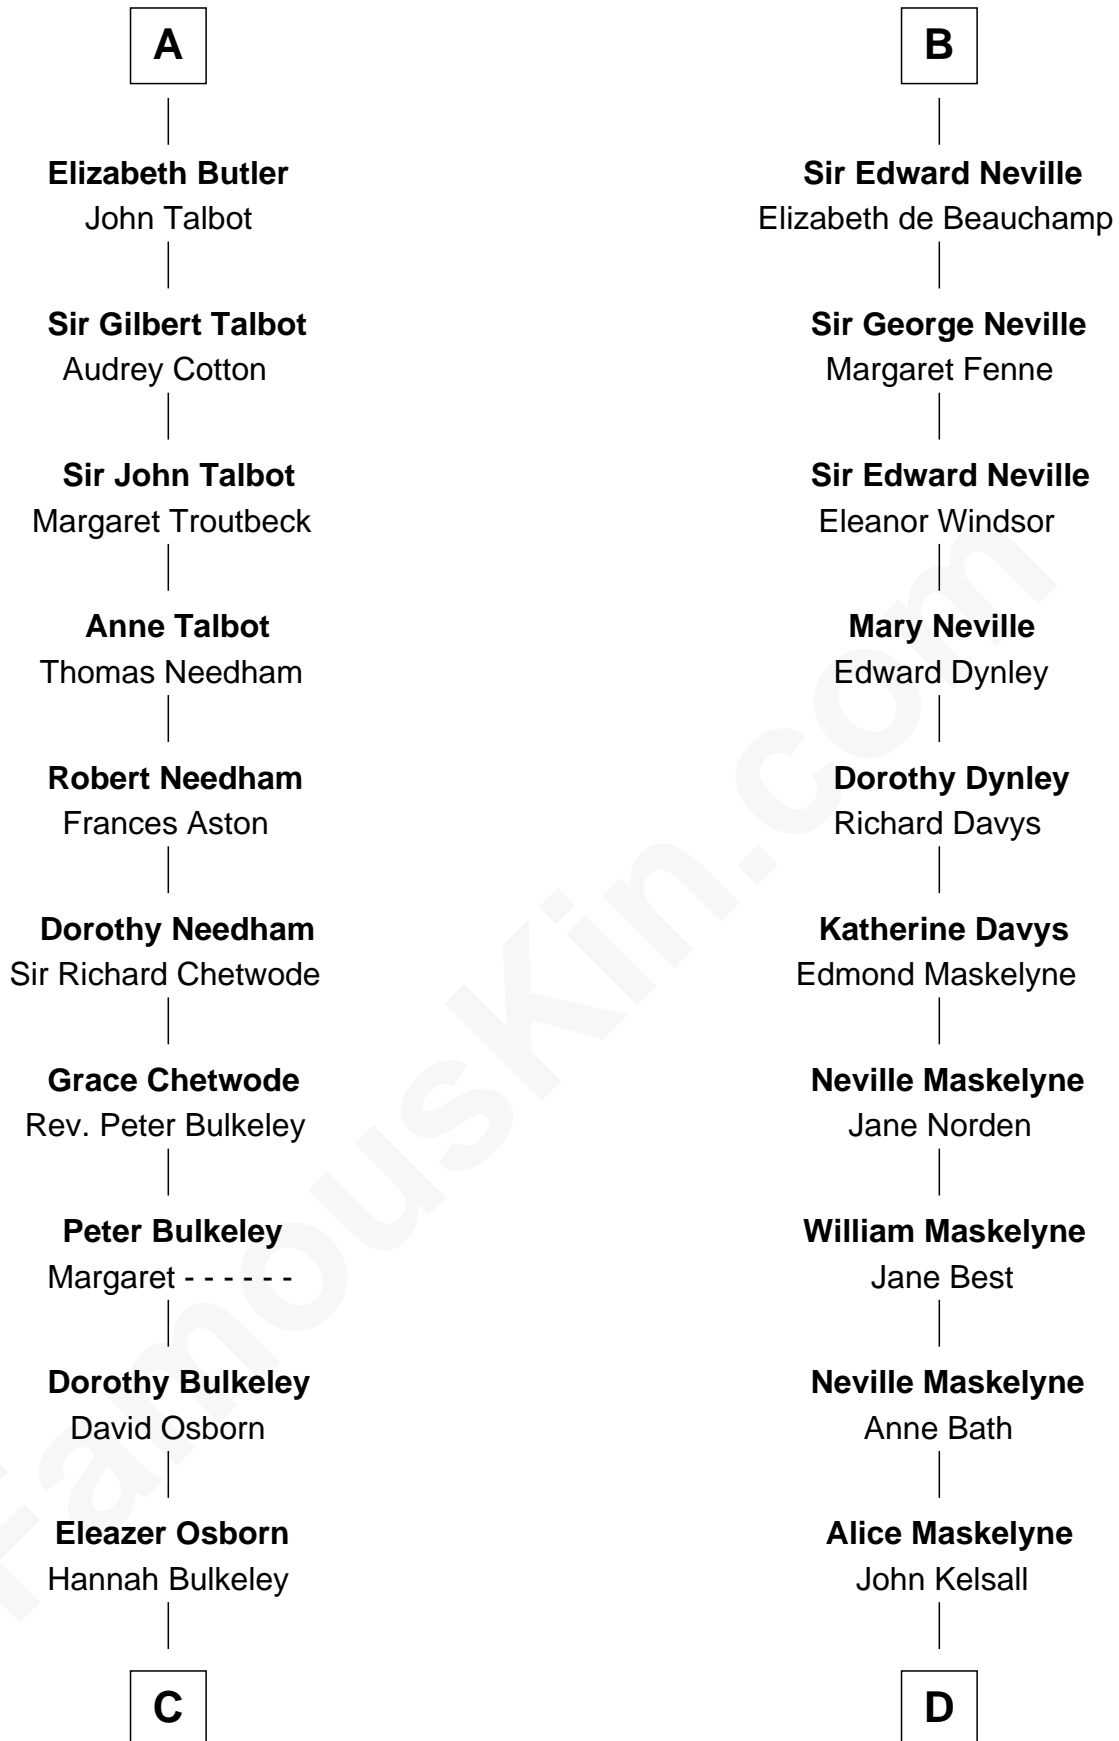 A
Elizabeth Butler
John Talbot
Sir Gilbert Talbot
Audrey Cotton
Sir John Talbot
Margaret Troutbeck
Anne Talbot
Thomas Needham
Robert Needham
Frances Aston
Dorothy Needham
Sir Richard Chetwode
Grace Chetwode
Rev. Peter Bulkeley
Peter Bulkeley
Margaret - - - - - -
Dorothy Bulkeley
David Osborn
Eleazer Osborn
Hannah Bulkeley
C
B
Sir Edward Neville
Elizabeth de Beauchamp
Sir George Neville
Margaret Fenne
Sir Edward Neville
Eleanor Windsor
Mary Neville
Edward Dynley
Dorothy Dynley
Richard Davys
Katherine Davys
Edmond Maskelyne
Neville Maskelyne
Jane Norden
William Maskelyne
Jane Best
Neville Maskelyne
Anne Bath
Alice Maskelyne
John Kelsall
D
FamousKin.com